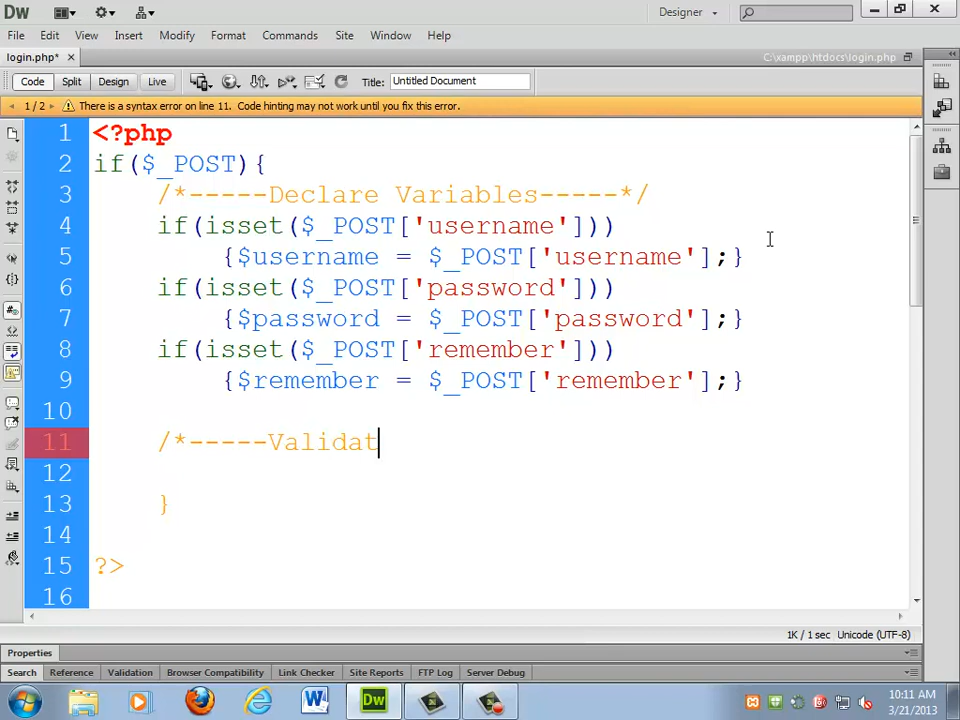 Dw
Designer
File Edit View Insert Modify Format Commands Site Window Help
login.php* × C:\xampp\htdocs\login.php
Code Split Design Live Title: Untitled Document
1 / 2 There is a syntax error on line 11. Code hinting may not work until you fix this error.
1 <?php
2 if($_POST){
3 /*-----Declare Variables-----*/
4 if(isset($_POST['username']))
5 {$username = $_POST['username'];}
6 if(isset($_POST['password']))
7 {$password = $_POST['password'];}
8 if(isset($_POST['remember']))
9 {$remember = $_POST['remember'];}
10
11 /*-----Validat
12
13 }
14
15 ?>
16
1K / 1 sec Unicode (UTF-8)
Properties
Search Reference Validation Browser Compatibility Link Checker Site Reports FTP Log Server Debug
W Dw 10:11 AM
3/21/2013